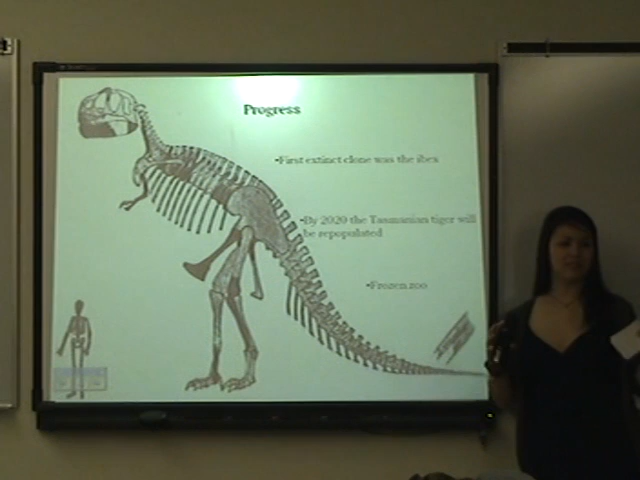 Progress
•First extinct clone was the ibex
•By 2020 the Tasmanian tiger will
be repopulated
•Frozen zoo